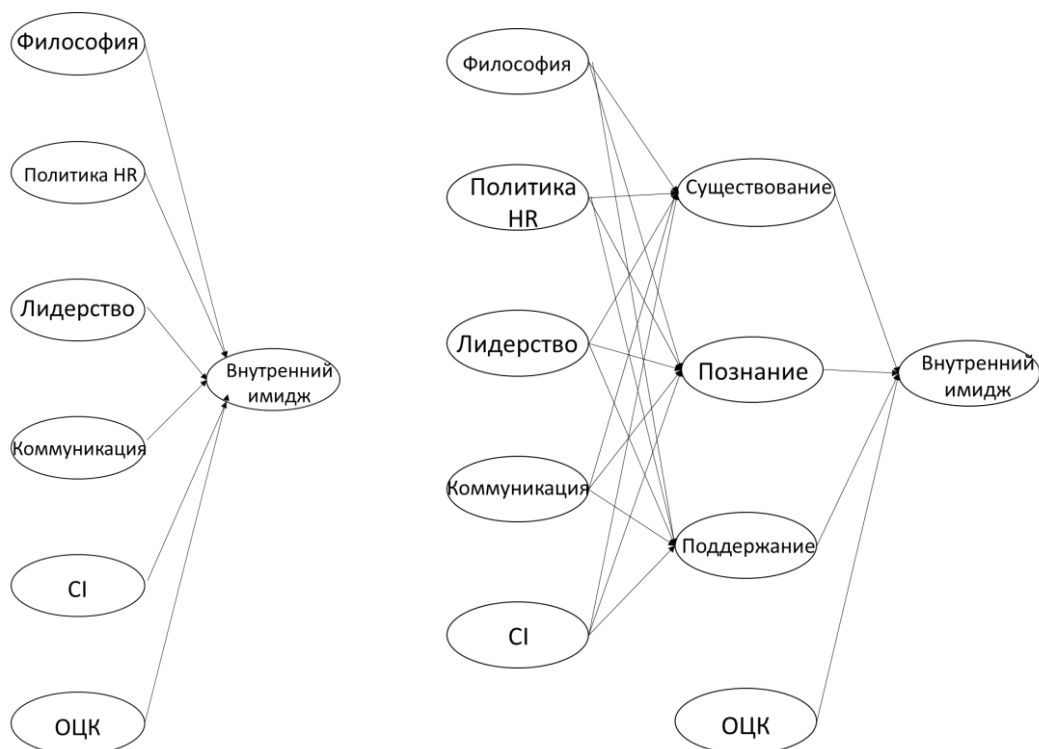 Философия
Политика HR
Лидерство
Внутренний
имидж
Коммуникация
CI
ОЦК
Философия
Политика
HR
Лидерство
Коммуникация
CI
Существование
Познание
Поддержание
ОЦК
Внутренний
имидж